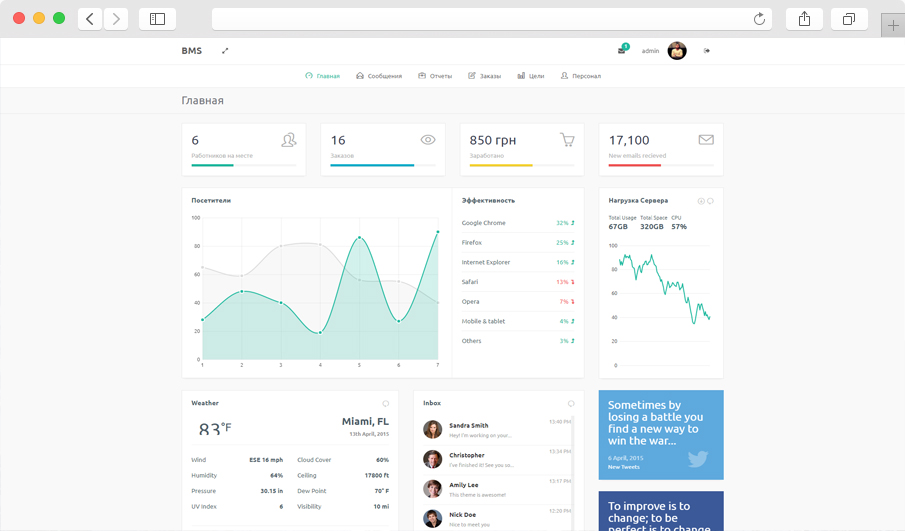 BMS
1
admin
Главная
Сообщения
Отчеты
Заказы
Цели
Персонал
Главная
6
Работников на месте
16
Заказов
850 грн
Заработано
17,100
New emails recieved
Посетители
100
80
60
40
20
0
1 2 3 4 5 6 7
Эффективность
Google Chrome 32%
Firefox 25%
Internet Explorer 16%
Safari 13%
Opera 7%
Mobile & tablet 4%
Others 3%
Нагрузка Сервера
Total Usage Total Space CPU
67GB 320GB 57%
100
80
60
40
20
0
Weather
83°F
Miami, FL
13th April, 2015
Wind ESE 16 mph
Cloud Cover 60%
Humidity 64%
Ceiling 17800 ft
Pressure 30.15 in
Dew Point 70° F
UV Index 6
Visibility 10 mi
Inbox
Sandra Smith 13:40 PM
Hey! I'm working on your...
Christopher 13:34 PM
I've finished it! See you so...
Amily Lee 13:17 PM
This theme is awesome!
Nick Doe 12:20 PM
Nice to meet you
Sometimes by
losing a battle you
find a new way to
win the war...
6 April, 2015
New Tweets
To improve is to
change; to be
perfect is to change